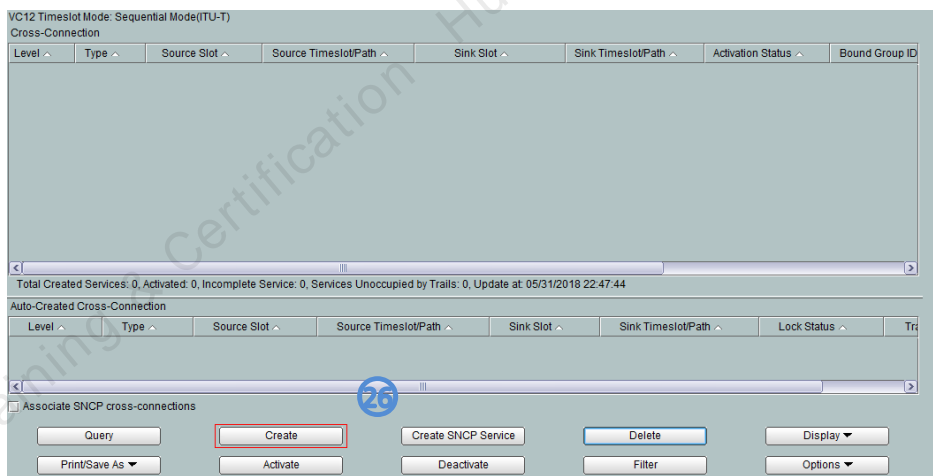 VC12 Timeslot Mode: Sequential Mode(ITU-T)
Cross-Connection
Level Type Source Slot Source Timeslot/Path Sink Slot Sink Timeslot/Path Activation Status Bound Group ID
Total Created Services: 0, Activated: 0, Incomplete Service: 0, Services Unoccupied by Trails: 0, Update at: 05/31/2018 22:47:44
Auto-Created Cross-Connection
Level Type Source Slot Source Timeslot/Path Sink Slot Sink Timeslot/Path Lock Status
26
Associate SNCP cross-connections
Query Create Create SNCP Service Delete Display
Print/Save As Activate Deactivate Filter Options
& Certification